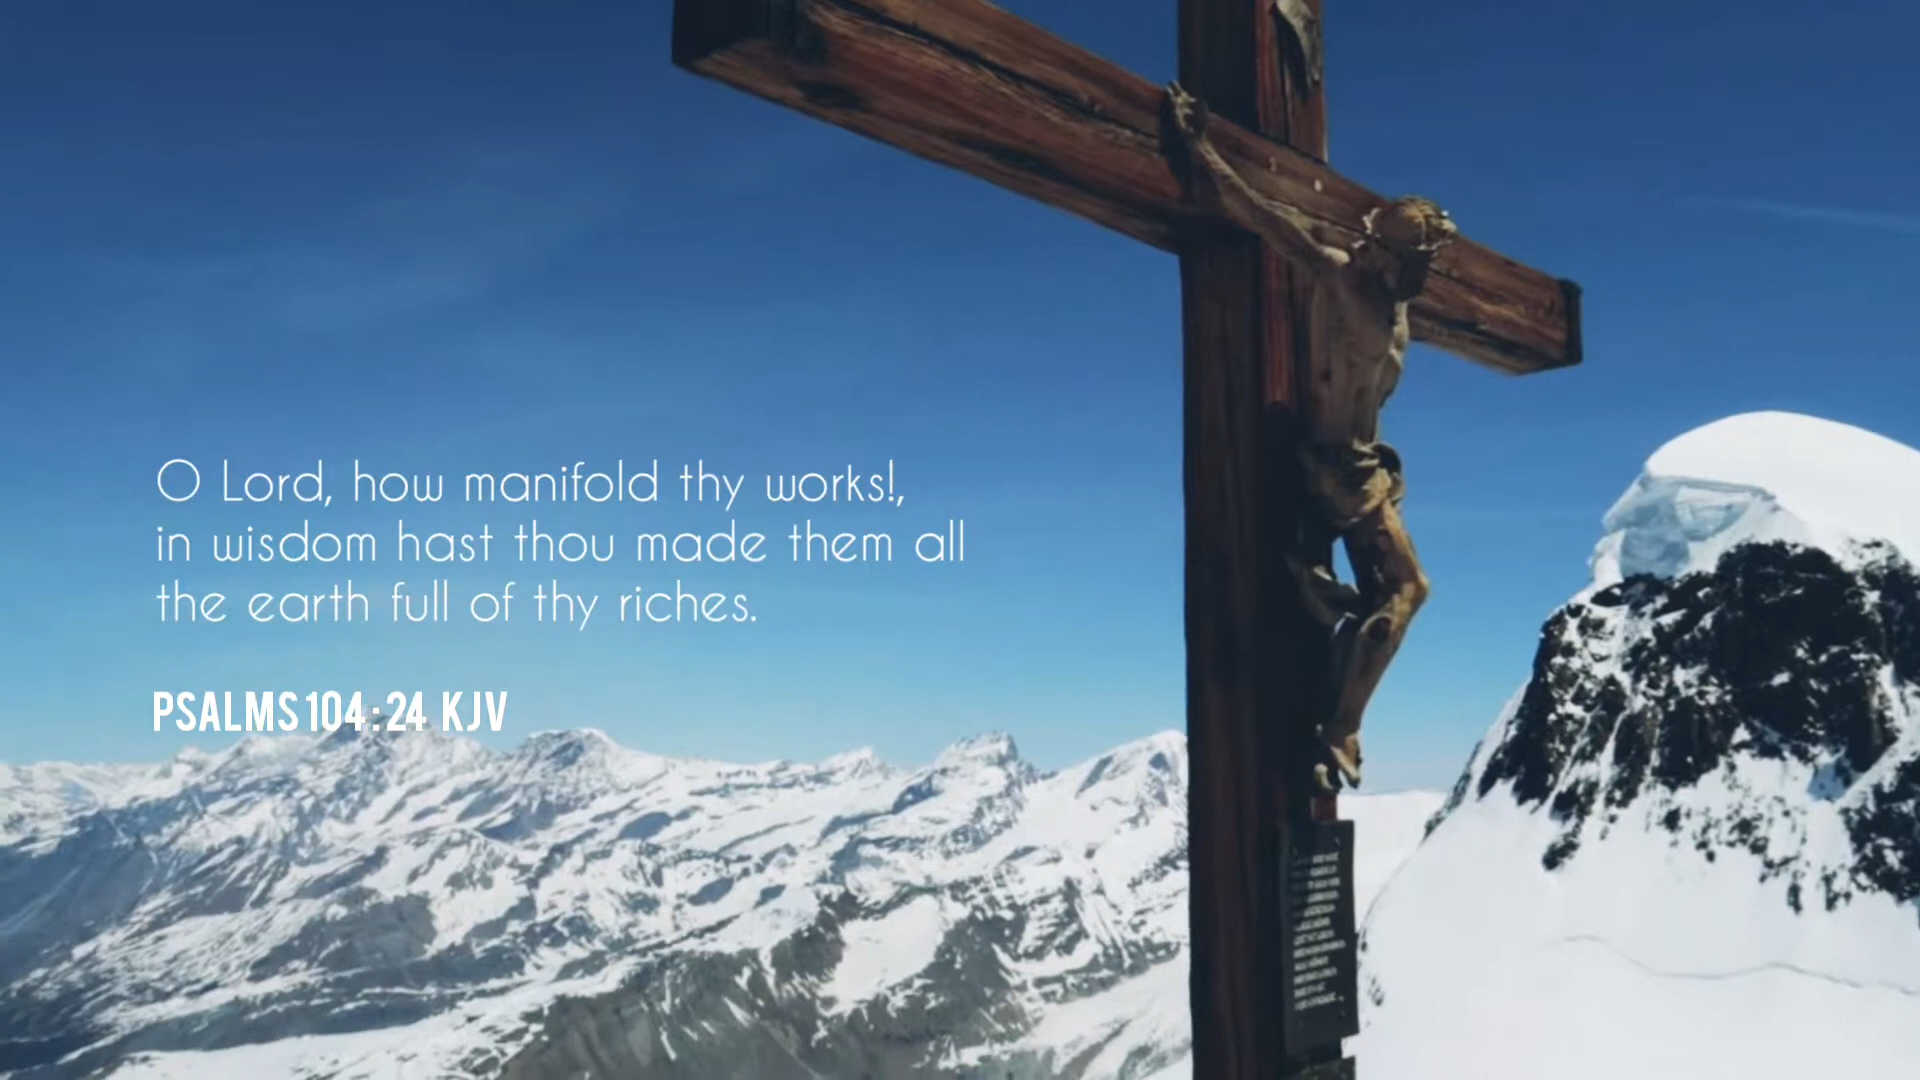 O Lord, how manifold thy works!,
in wisdom hast thou made them all
the earth full of thy riches.
PSALMS 104:24 KJV